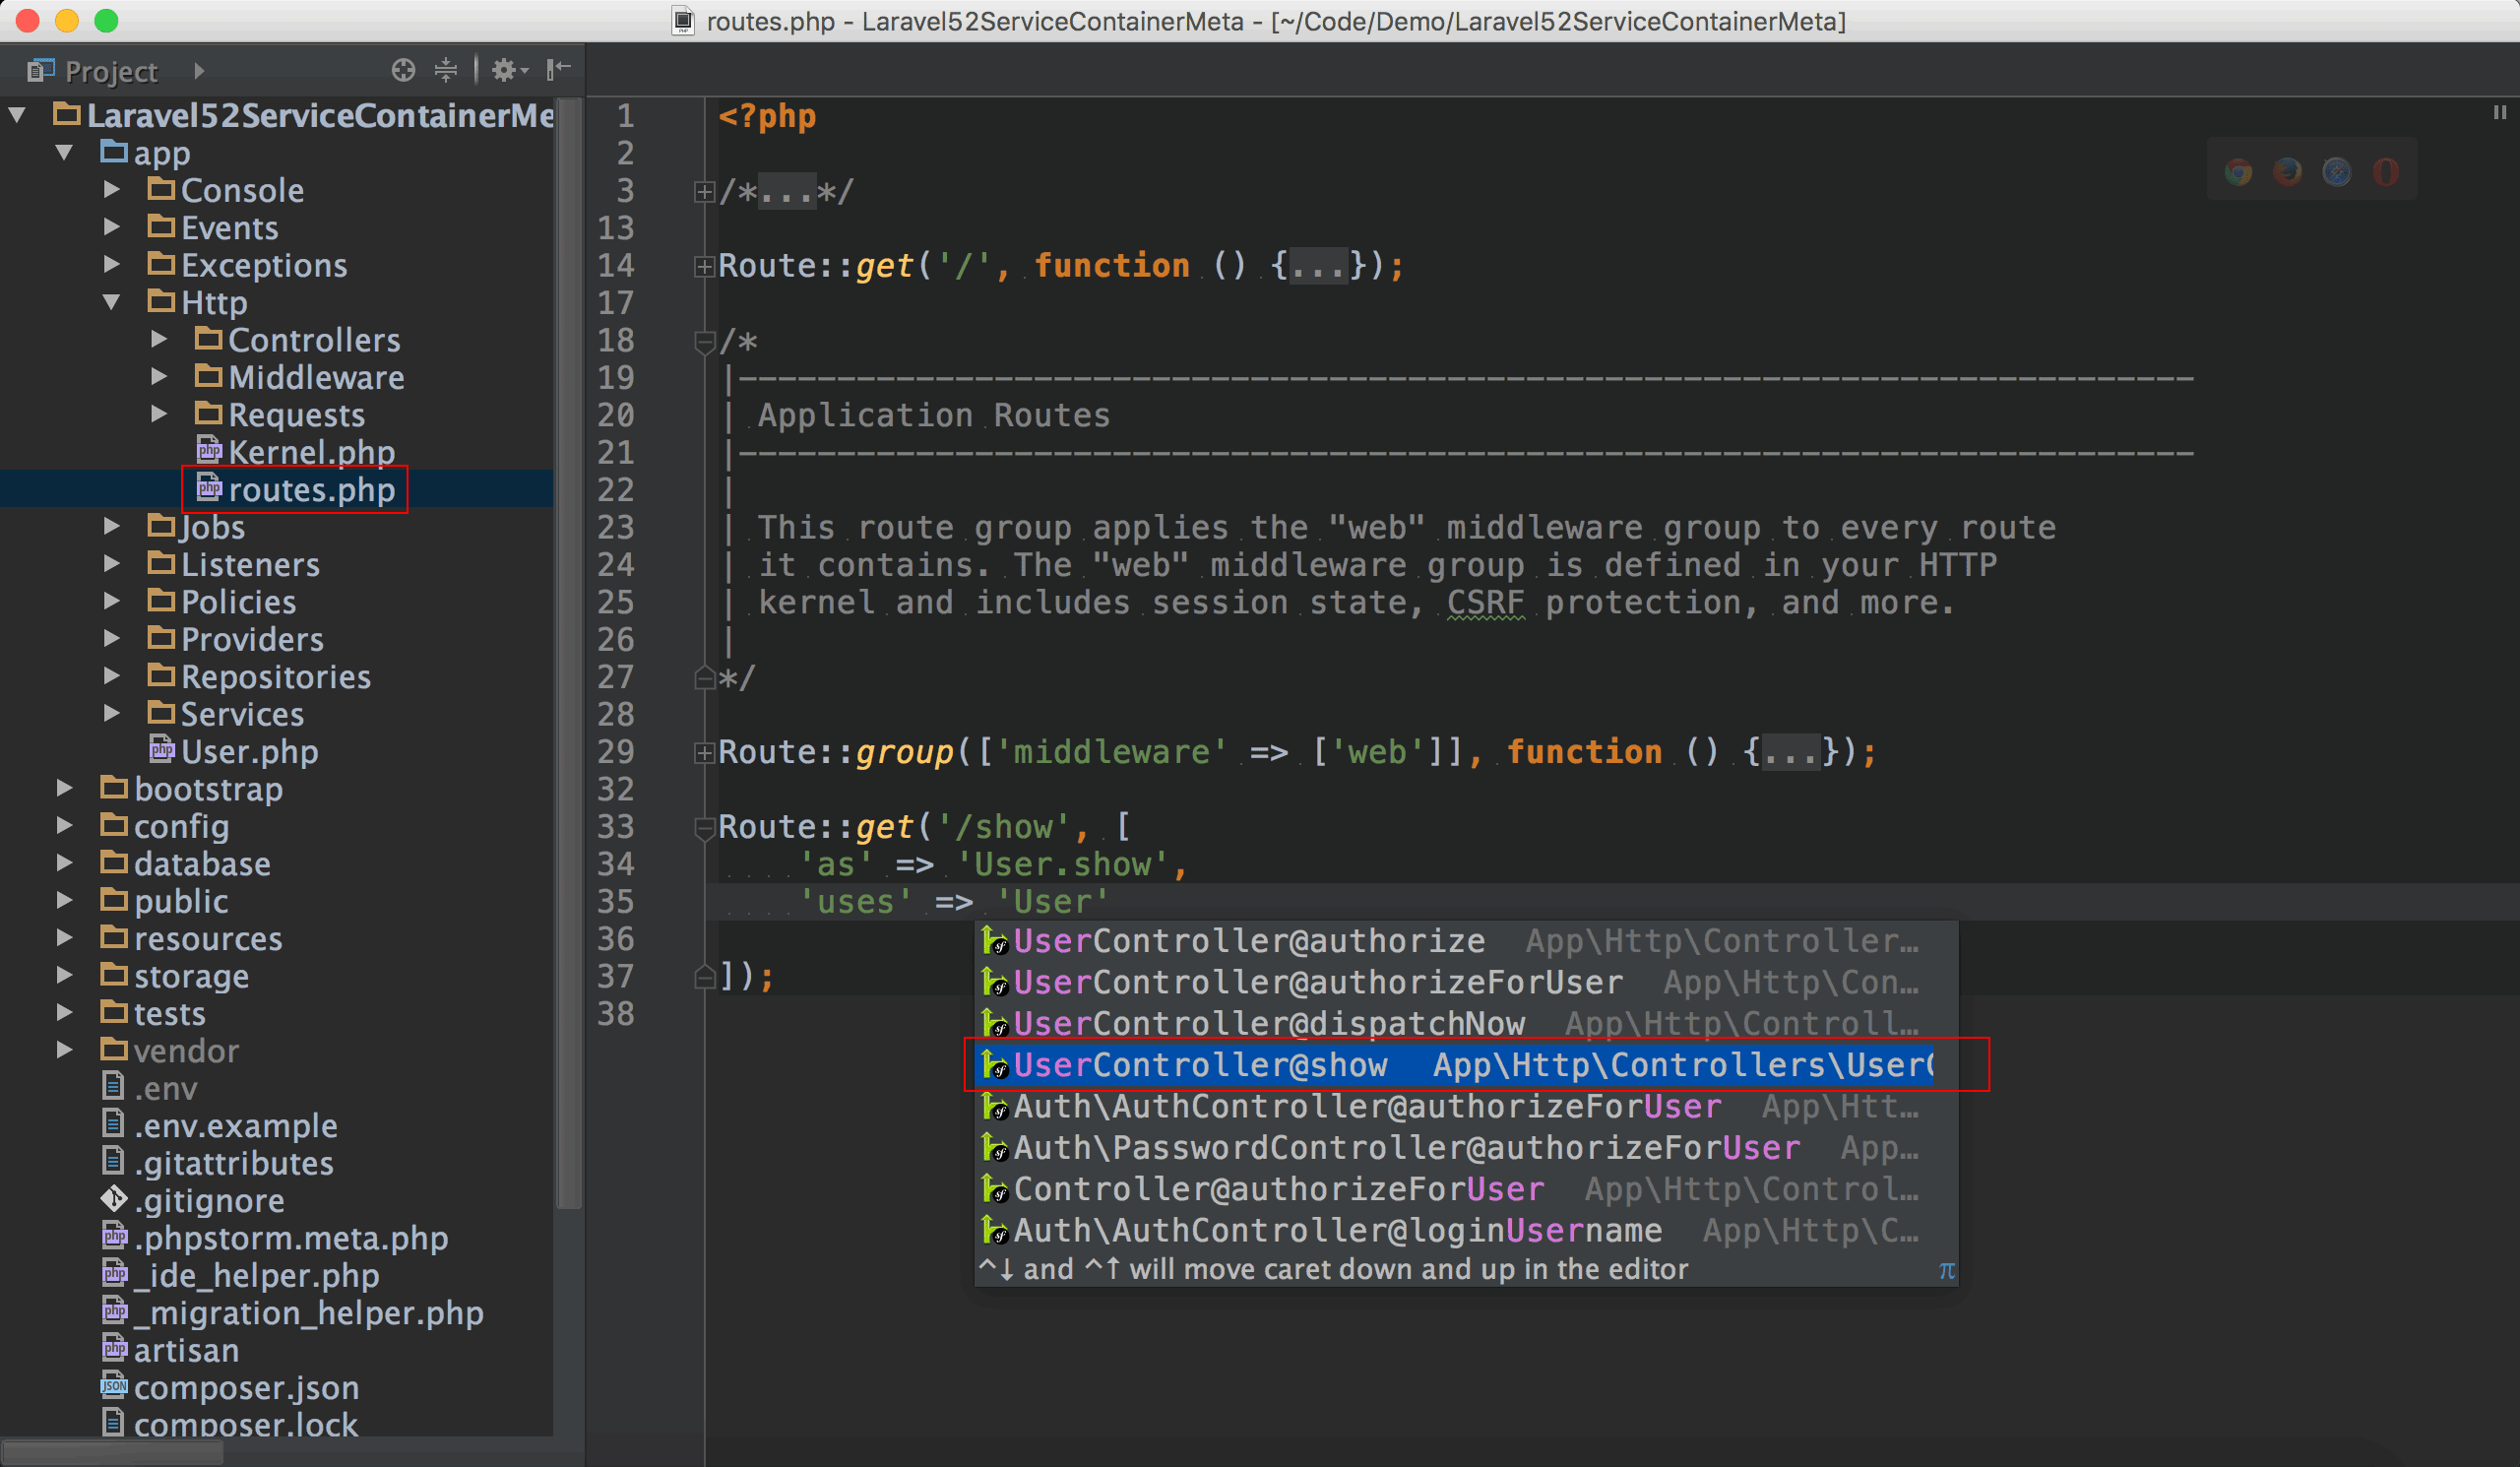 routes.php - Laravel52ServiceContainerMeta - [~/Code/Demo/Laravel52ServiceContainerMeta]
Project
Laravel52ServiceContainerMe
app
Console
Events
Exceptions
Http
Controllers
Middleware
Requests
Kernel.php
routes.php
Jobs
Listeners
Policies
Providers
Repositories
Services
User.php
bootstrap
config
database
public
resources
storage
tests
vendor
.env
.env.example
.gitattributes
.gitignore
.phpstorm.meta.php
_ide_helper.php
_migration_helper.php
artisan
composer.json
composer.lock
1 <?php
2
3 /*...*/
13
14 Route::get('/', function () {...});
17
18 /*
19 |--------------------------------------------------------------------------
20 | Application Routes
21 |--------------------------------------------------------------------------
22 |
23 | This route group applies the "web" middleware group to every route
24 | it contains. The "web" middleware group is defined in your HTTP
25 | kernel and includes session state, CSRF protection, and more.
26 |
27 */
28
29 Route::group(['middleware' => ['web']], function () {...});
32
33 Route::get('/show', [
34     'as' => 'User.show',
35     'uses' => 'User'
36
37 ]);
38
UserController@authorize App\Http\Controller…
UserController@authorizeForUser App\Http\Con…
UserController@dispatchNow App\Http\Controll…
UserController@show App\Http\Controllers\UserC
Auth\AuthController@authorizeForUser App\Htt…
Auth\PasswordController@authorizeForUser App…
Controller@authorizeForUser App\Http\Control…
Auth\AuthController@loginUsername App\Http\C…
^↓ and ^↑ will move caret down and up in the editor π